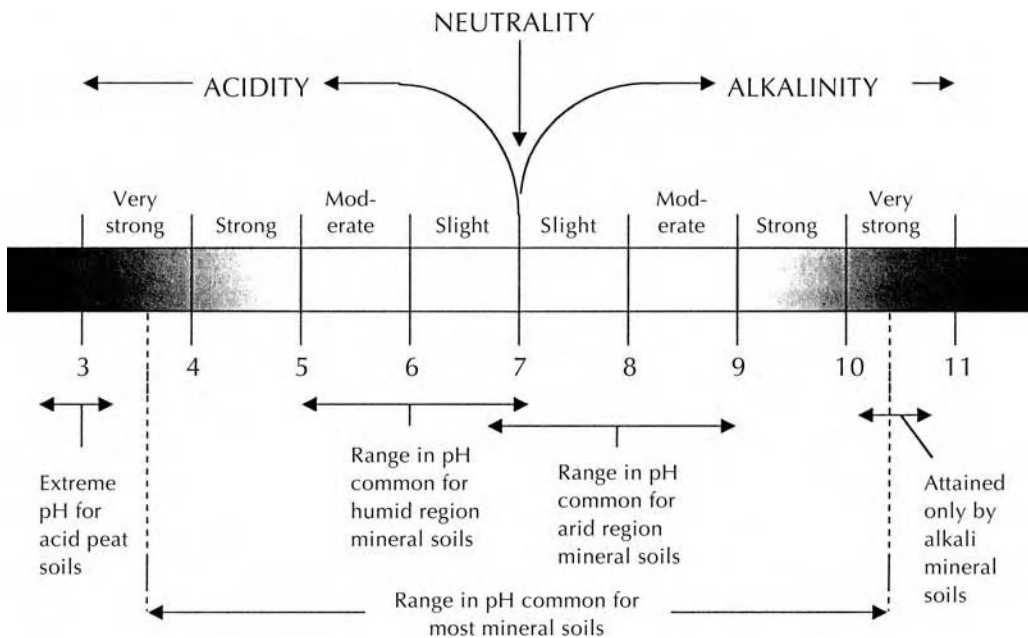 NEUTRALITY
ACIDITY
ALKALINITY
Very
strong
Strong
Mod-
erate
Slight
Slight
Mod-
erate
Strong
Very
strong
3
4
5
6
7
8
9
10
11
Extreme
pH for
acid peat
soils
Range in pH
common for
humid region
mineral soils
Range in pH
common for
arid region
mineral soils
Attained
only by
alkali
mineral
soils
Range in pH common for
most mineral soils